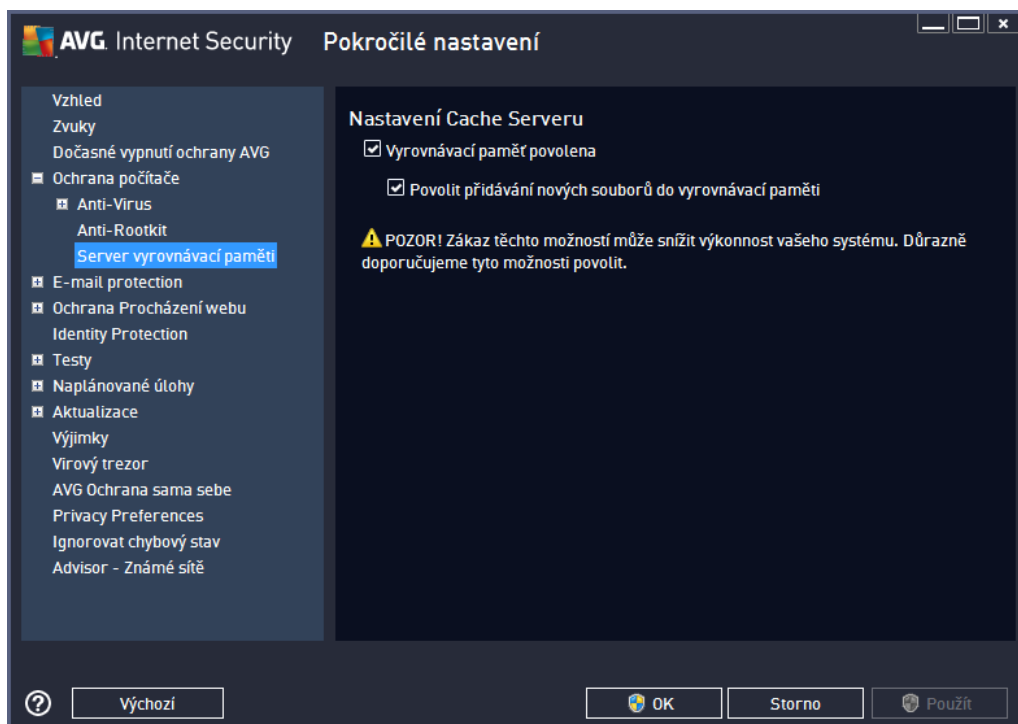 AVG. Internet Security Pokročilé nastavení
Vzhled
Zvuky
Dočasné vypnutí ochrany AVG
Ochrana počítače
Anti-Virus
Anti-Rootkit
Server vyrovnávací paměti
E-mail protection
Ochrana Procházení webu
Identity Protection
Testy
Naplánované úlohy
Aktualizace
Výjimky
Virový trezor
AVG Ochrana sama sebe
Privacy Preferences
Ignorovat chybový stav
Advisor - Známé sítě
Nastavení Cache Serveru
Vyrovnávací paměť povolena
Povolit přidávání nových souborů do vyrovnávací paměti
POZOR! Zákaz těchto možností může snížit výkonnost vašeho systému. Důrazně
doporučujeme tyto možnosti povolit.
Výchozí
OK
Storno
Použít